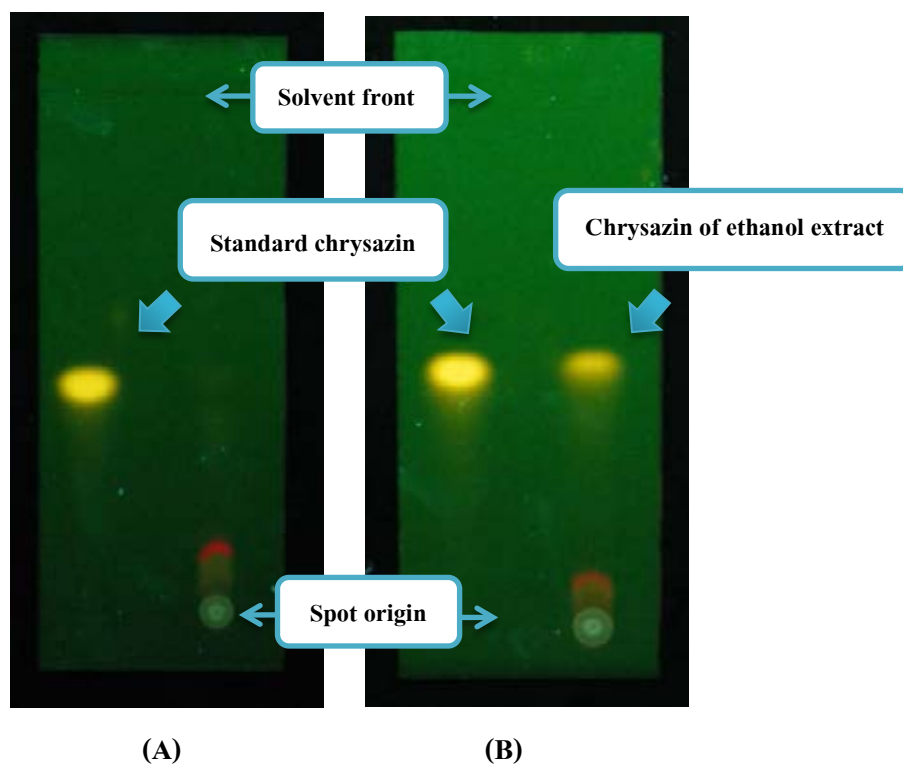 Solvent front
Standard chrysazin
Chrysazin of ethanol extract
Spot origin
(A)
(B)